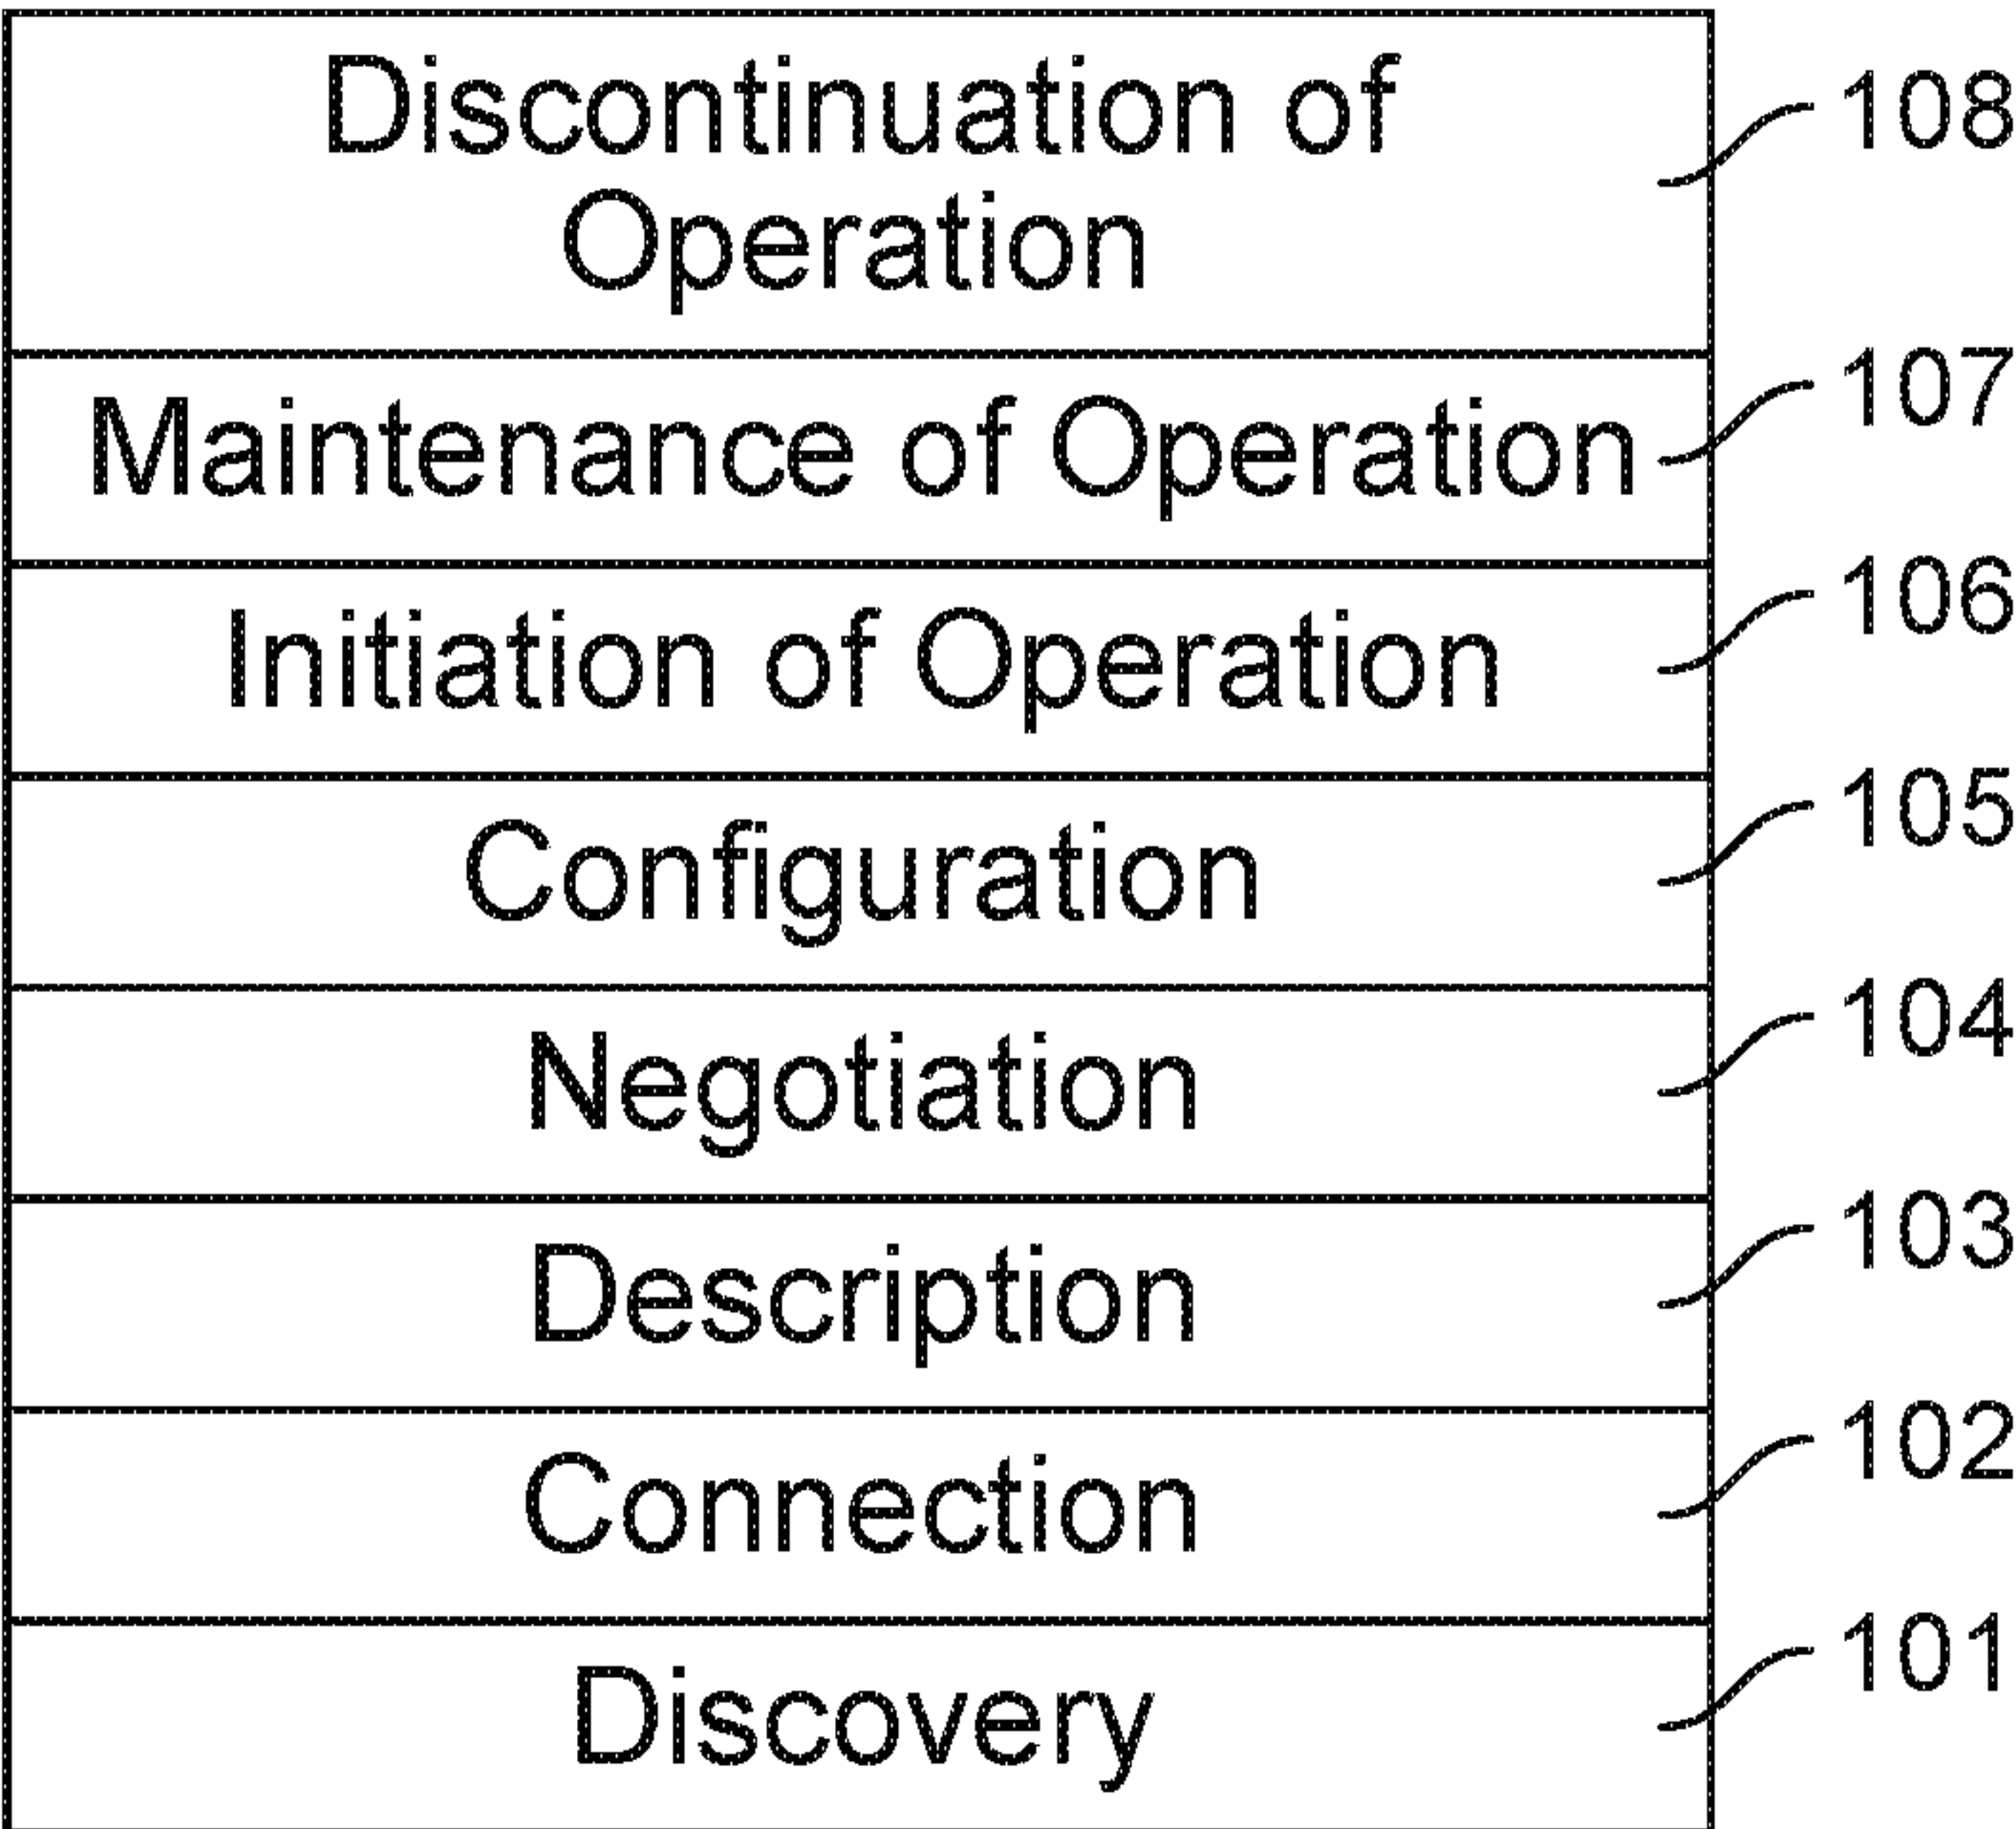 Discontinuation of
Operation
108
Maintenance of Operation
107
Initiation of Operation
106
Configuration
105
Negotiation
104
Description
103
Connection
102
Discovery
101